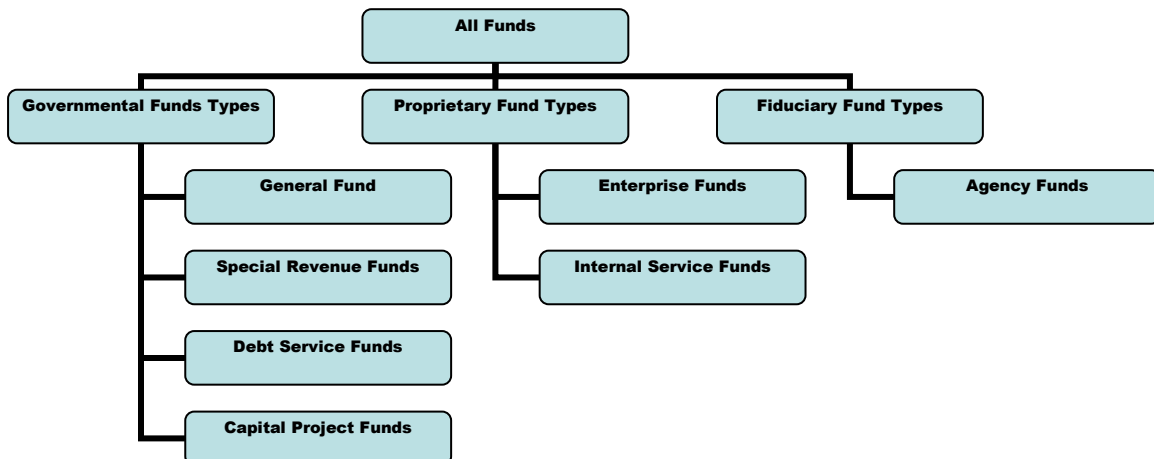 All Funds
Governmental Funds Types
Proprietary Fund Types
Fiduciary Fund Types
General Fund
Enterprise Funds
Agency Funds
Special Revenue Funds
Internal Service Funds
Debt Service Funds
Capital Project Funds